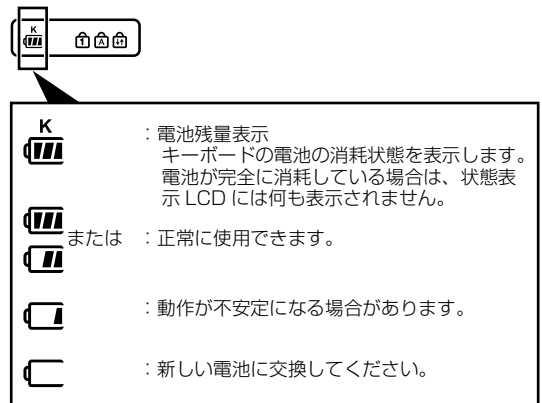 K
1 A
K
：電池残量表示
キーボードの電池の消耗状態を表示します。
電池が完全に消耗している場合は、状態表
示 LCD には何も表示されません。
または ：正常に使用できます。
：動作が不安定になる場合があります。
：新しい電池に交換してください。